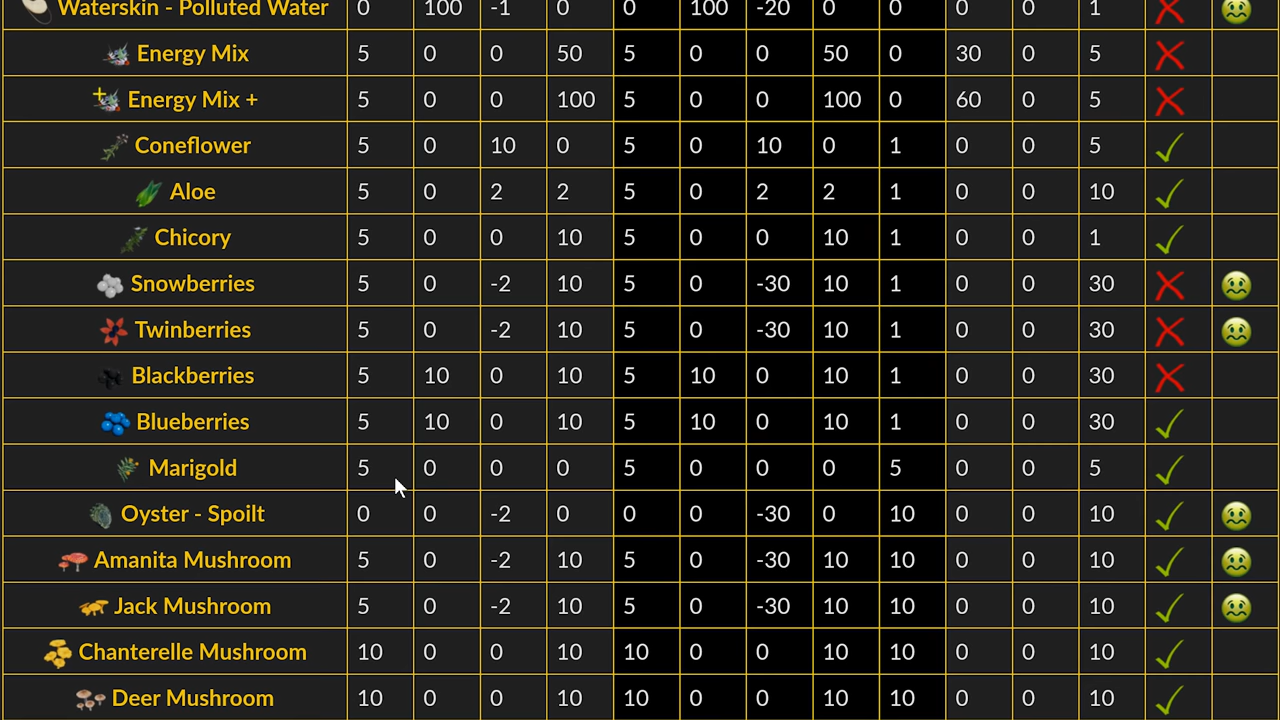 Waterskin - Polluted Water 0 100 -1 0 0 100 -20 0 0 0 0 1
Energy Mix 5 0 0 50 5 0 0 50 0 30 0 5
Energy Mix + 5 0 0 100 5 0 0 100 0 60 0 5
Coneflower 5 0 10 0 5 0 10 0 1 0 0 5
Aloe 5 0 2 2 5 0 2 2 1 0 0 10
Chicory 5 0 0 10 5 0 0 10 1 0 0 1
Snowberries 5 0 -2 10 5 0 -30 10 1 0 0 30
Twinberries 5 0 -2 10 5 0 -30 10 1 0 0 30
Blackberries 5 10 0 10 5 10 0 10 1 0 0 30
Blueberries 5 10 0 10 5 10 0 10 1 0 0 30
Marigold 5 0 0 0 5 0 0 0 5 0 0 5
Oyster - Spoilt 0 0 -2 0 0 0 -30 0 10 0 0 10
Amanita Mushroom 5 0 -2 10 5 0 -30 10 10 0 0 10
Jack Mushroom 5 0 -2 10 5 0 -30 10 10 0 0 10
Chanterelle Mushroom 10 0 0 10 10 0 0 10 10 0 0 10
Deer Mushroom 10 0 0 10 10 0 0 10 10 0 0 10